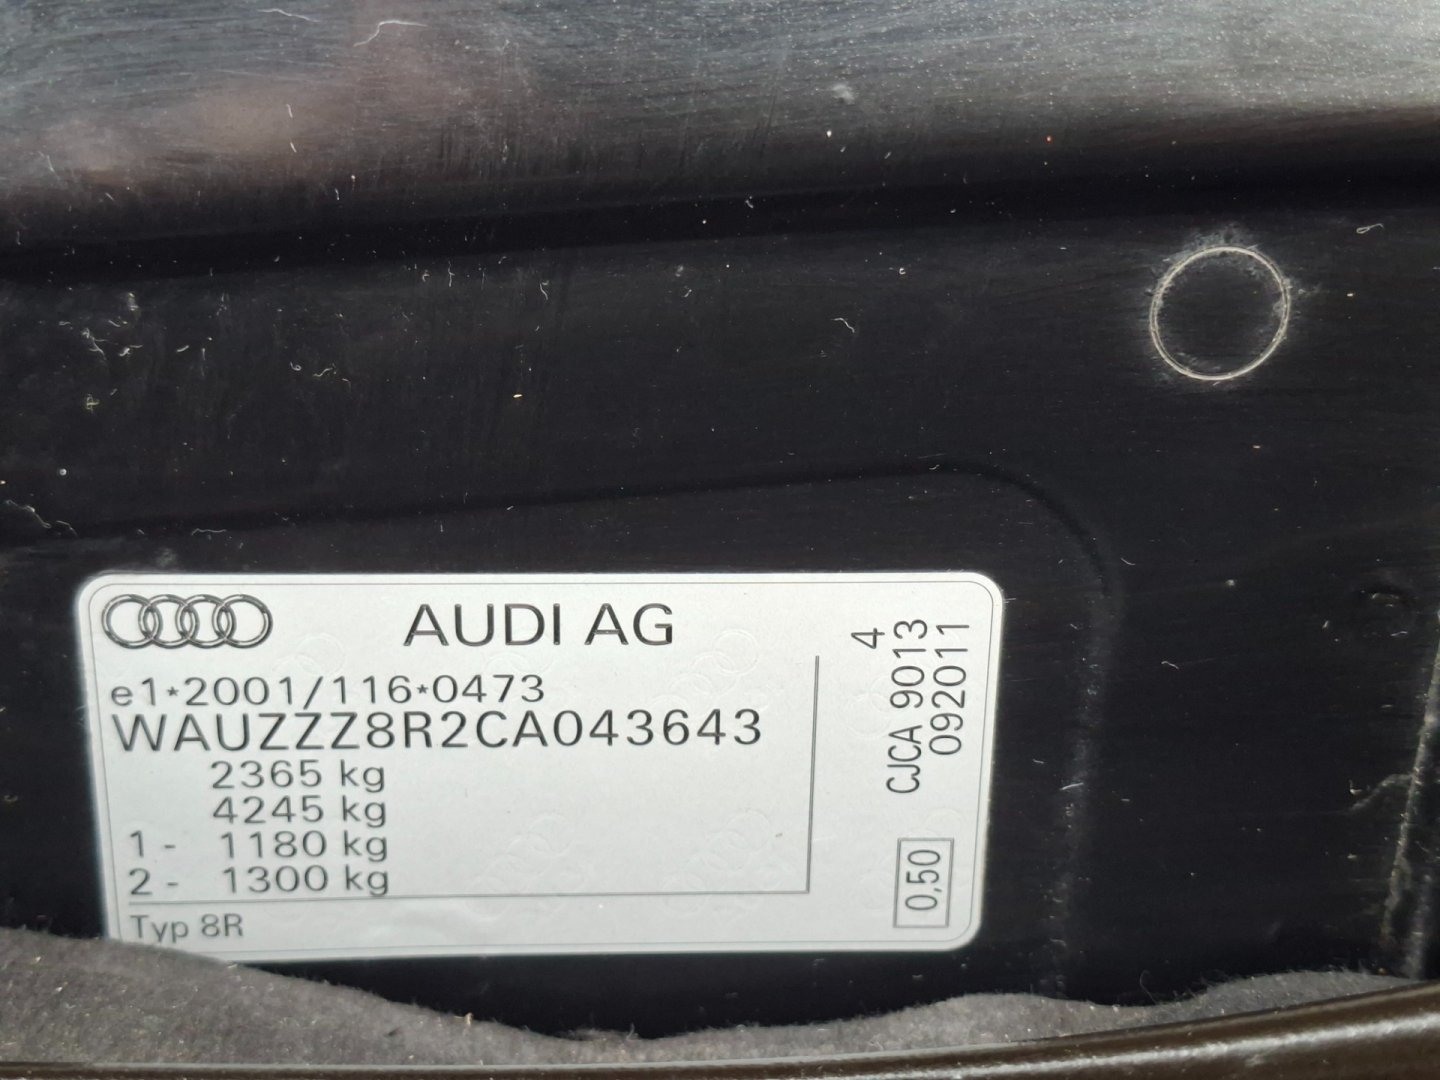 AUDI AG
e1*2001/116*0473
WAUZZZ8R2CA043643
2365 kg
4245 kg
1 - 1180 kg
2 - 1300 kg
Typ 8R
4
CJCA 9013
092011
0,50